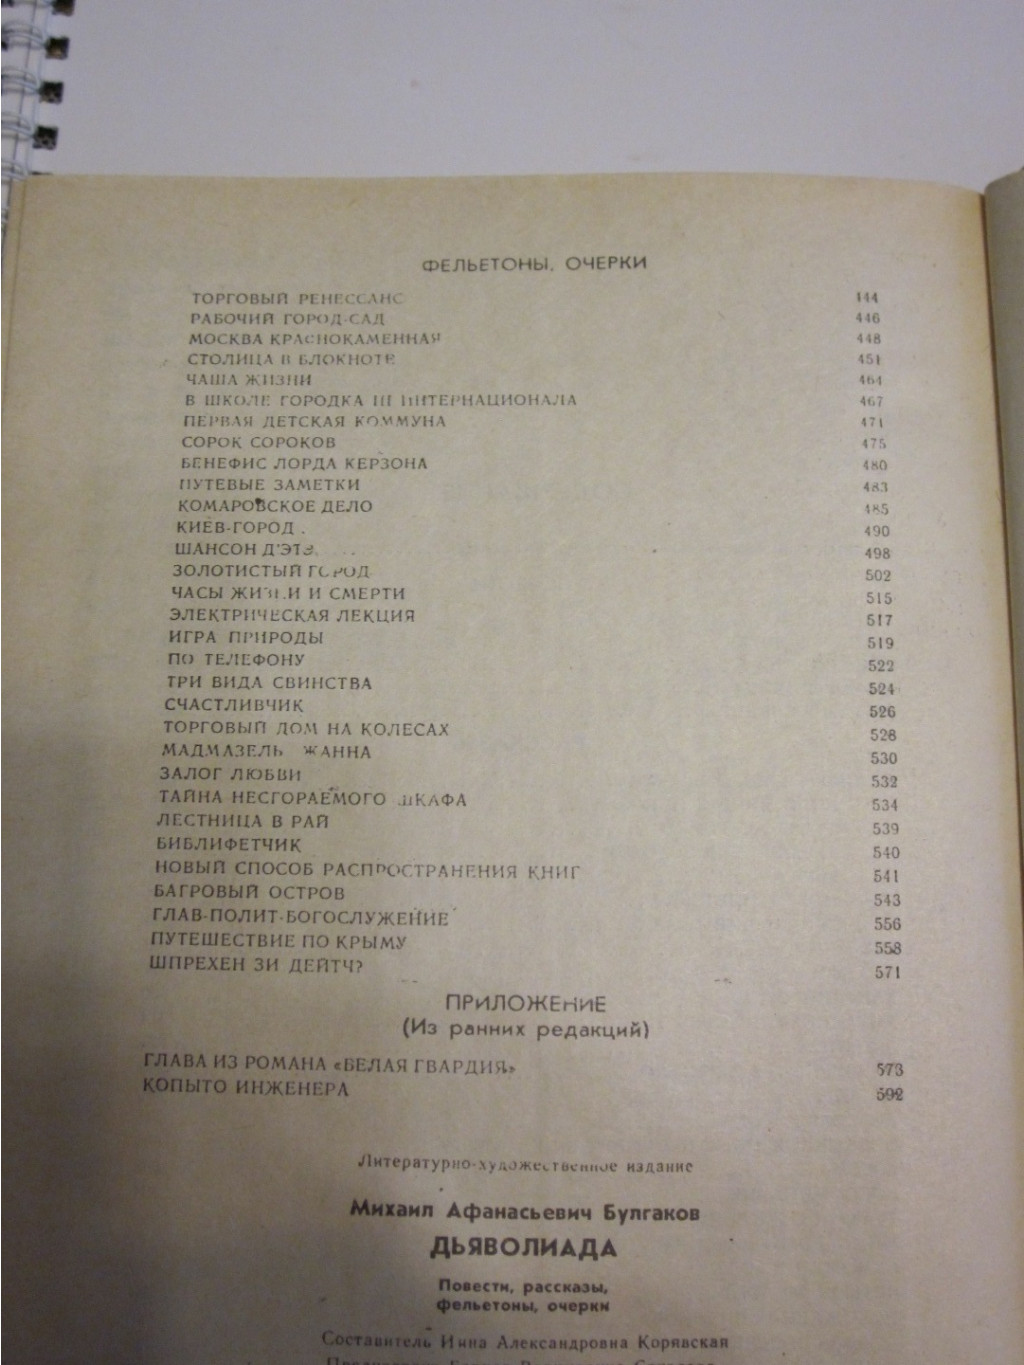 ФЕЛЬЕТОНЫ, ОЧЕРКИ
ТОРГОВЫЙ РЕНЕССАНС 444
РАБОЧИЙ ГОРОД-САД 446
МОСКВА КРАСНОКАМЕННАЯ 448
СТОЛИЦА В БЛОКНОТЕ 451
ЧАША ЖИЗНИ 464
В ШКОЛЕ ГОРОДКА III ИНТЕРНАЦИОНАЛА 467
ПЕРВАЯ ДЕТСКАЯ КОММУНА 471
СОРОК СОРОКОВ 475
БЕНЕФИС ЛОРДА КЕРЗОНА 480
ПУТЕВЫЕ ЗАМЕТКИ 483
КОМАРОВСКОЕ ДЕЛО 485
КИЕВ-ГОРОД 490
ШАНСОН Д'ЭТЭ 498
ЗОЛОТИСТЫЙ ГОРОД 502
ЧАСЫ ЖИЗНИ И СМЕРТИ 515
ЭЛЕКТРИЧЕСКАЯ ЛЕКЦИЯ 517
ИГРА ПРИРОДЫ 519
ПО ТЕЛЕФОНУ 522
ТРИ ВИДА СВИНСТВА 524
СЧАСТЛИВЧИК 526
ТОРГОВЫЙ ДОМ НА КОЛЕСАХ 528
МАДМАЗЕЛЬ ЖАННА 530
ЗАЛОГ ЛЮБВИ 532
ТАЙНА НЕСГОРАЕМОГО ШКАФА 534
ЛЕСТНИЦА В РАЙ 539
БИБЛИФЕТЧИК 540
НОВЫЙ СПОСОБ РАСПРОСТРАНЕНИЯ КНИГ 541
БАГРОВЫЙ ОСТРОВ 543
ГЛАВ-ПОЛИТ-БОГОСЛУЖЕНИЕ 556
ПУТЕШЕСТВИЕ ПО КРЫМУ 558
ШПРЕХЕН ЗИ ДЕЙТЧ? 571
ПРИЛОЖЕНИЕ
(Из ранних редакций)
ГЛАВА ИЗ РОМАНА «БЕЛАЯ ГВАРДИЯ» 573
КОПЫТО ИНЖЕНЕРА 592
Литературно-художественное издание
Михаил Афанасьевич Булгаков
ДЬЯВОЛИАДА
Повести, рассказы,
фельетоны, очерки
Составитель Инна Александровна Корявская